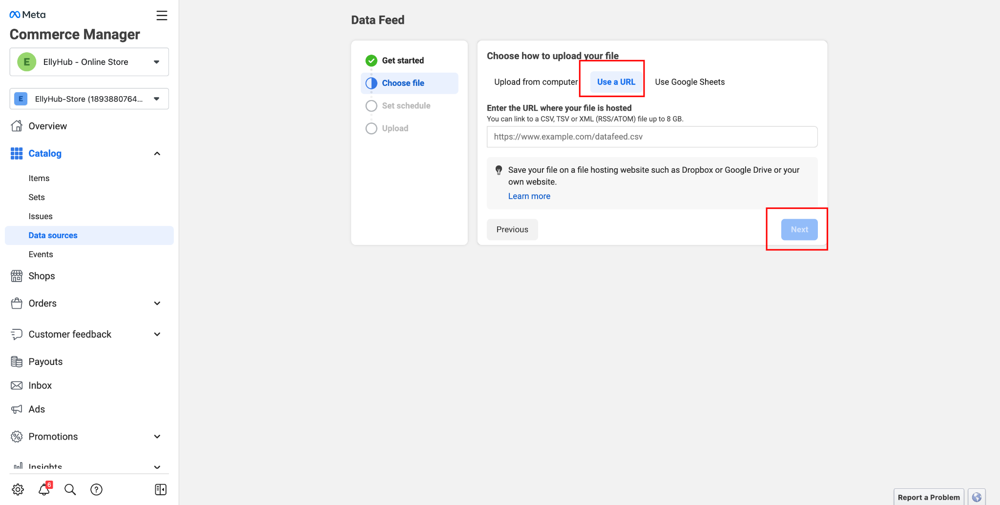 Meta
Commerce Manager
E
EllyHub - Online Store
E
EllyHub-Store (1893880764...
Overview
Catalog
Items
Sets
Issues
Data sources
Events
Shops
Orders
Customer feedback
Payouts
Inbox
Ads
Promotions
Insights
6
Data Feed
Get started
Choose file
Set schedule
Upload
Choose how to upload your file
Upload from computer
Use a URL
Use Google Sheets
Enter the URL where your file is hosted
You can link to a CSV, TSV or XML (RSS/ATOM) file up to 8 GB.
https://www.example.com/datafeed.csv
Save your file on a file hosting website such as Dropbox or Google Drive or your
own website.
Learn more
Previous
Next
Report a Problem